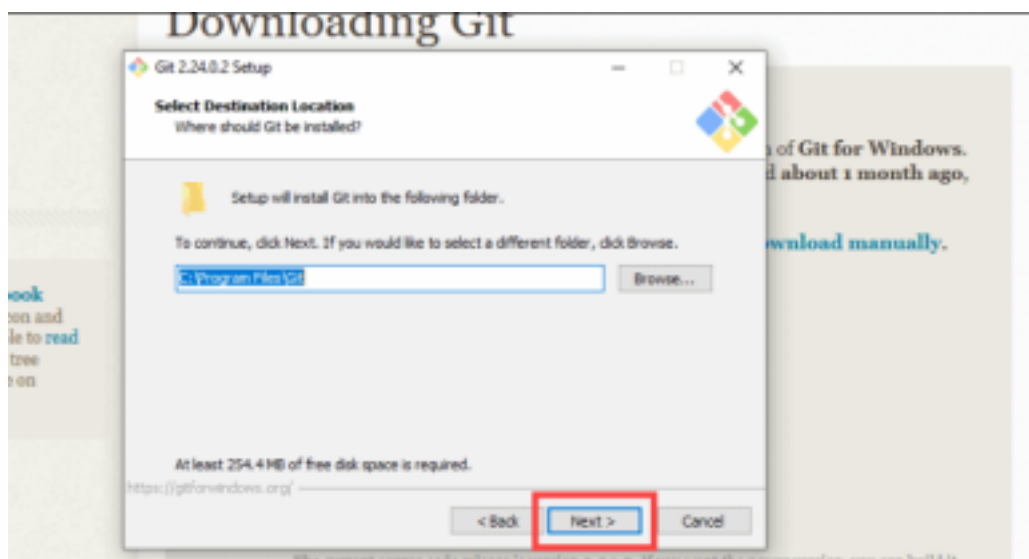 Downloading Git
Git 2.24.0.2 Setup
Select Destination Location
Where should Git be installed?
of Git for Windows.
about 1 month ago,
Setup will install Git into the following folder.
To continue, click Next. If you would like to select a different folder, click Browse.
download manually.
C:\Program Files\Git
Browse...
book
con and
le to read
tree
e on
At least 254.4 MB of free disk space is required.
https://gitforwindows.org/
< Back
Next >
Cancel